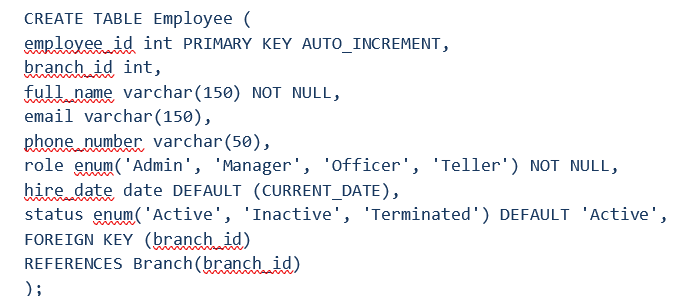 CREATE TABLE Employee (
employee_id int PRIMARY KEY AUTO_INCREMENT,
branch_id int,
full_name varchar(150) NOT NULL,
email varchar(150),
phone_number varchar(50),
role enum('Admin', 'Manager', 'Officer', 'Teller') NOT NULL,
hire_date date DEFAULT (CURRENT_DATE),
status enum('Active', 'Inactive', 'Terminated') DEFAULT 'Active',
FOREIGN KEY (branch_id)
REFERENCES Branch(branch_id)
);